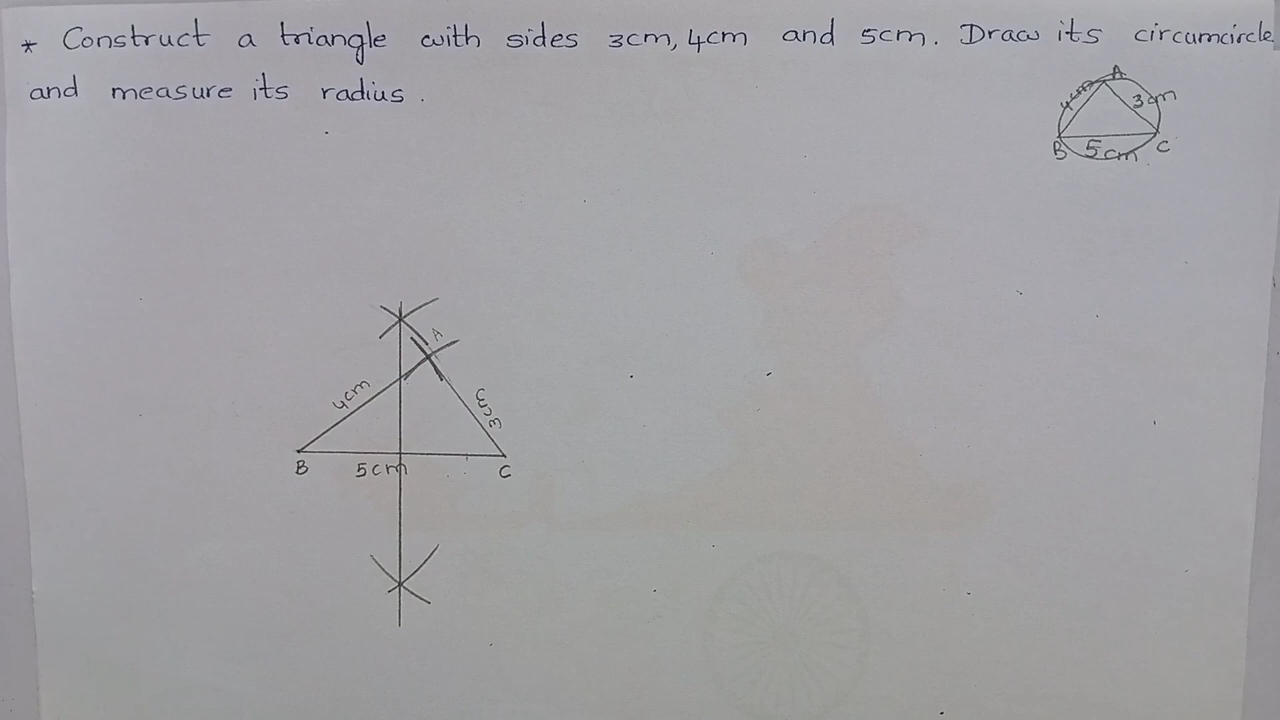 * Construct a triangle with sides 3cm, 4cm and 5cm. Draw its circumcircle
and measure its radius.
A
4cm 3cm
B 5cm C
A
4cm 3cm
B 5cm C